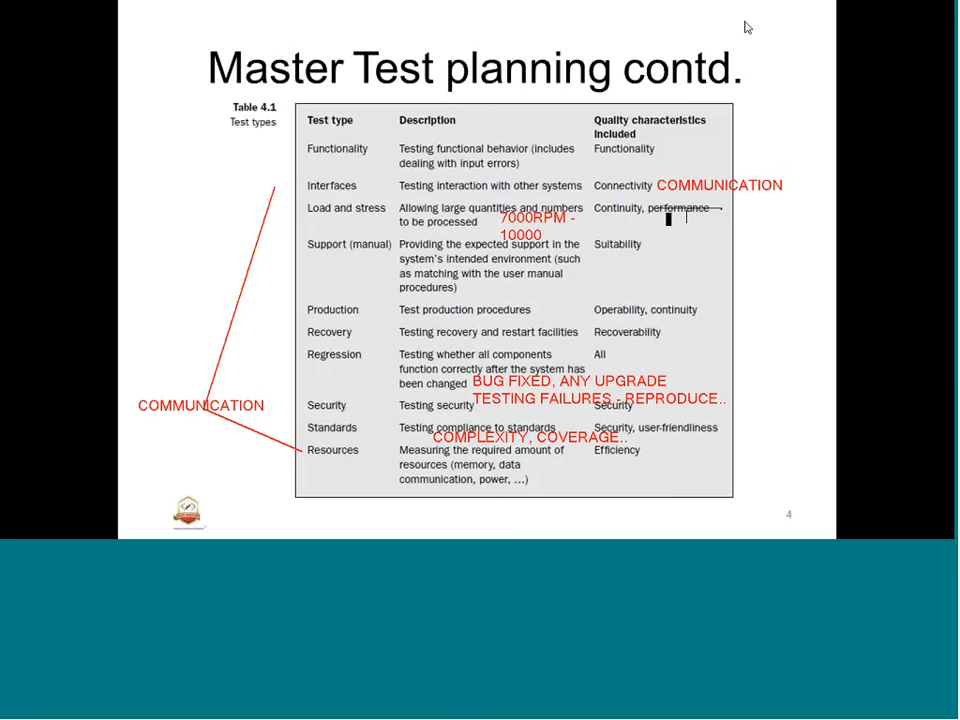 Master Test planning contd.
Table 4.1
Test types
Test type Description Quality characteristics
included
Functionality Testing functional behavior (includes Functionality
dealing with input errors)
Interfaces Testing interaction with other systems Connectivity COMMUNICATION
Load and stress Allowing large quantities and numbers Continuity, performance
to be processed 7000RPM -
10000
Support (manual) Providing the expected support in the Suitability
system's intended environment (such
as matching with the user manual
procedures)
Production Test production procedures Operability, continuity
Recovery Testing recovery and restart facilities Recoverability
Regression Testing whether all components All
function correctly after the system has
been changed BUG FIXED, ANY UPGRADE
TESTING FAILURES - REPRODUCE..
COMMUNICATION
Security Testing security Security
Standards Testing compliance to standards Security, user-friendliness
COMPLEXITY, COVERAGE..
Resources Measuring the required amount of Efficiency
resources (memory, data
communication, power, ...)
4